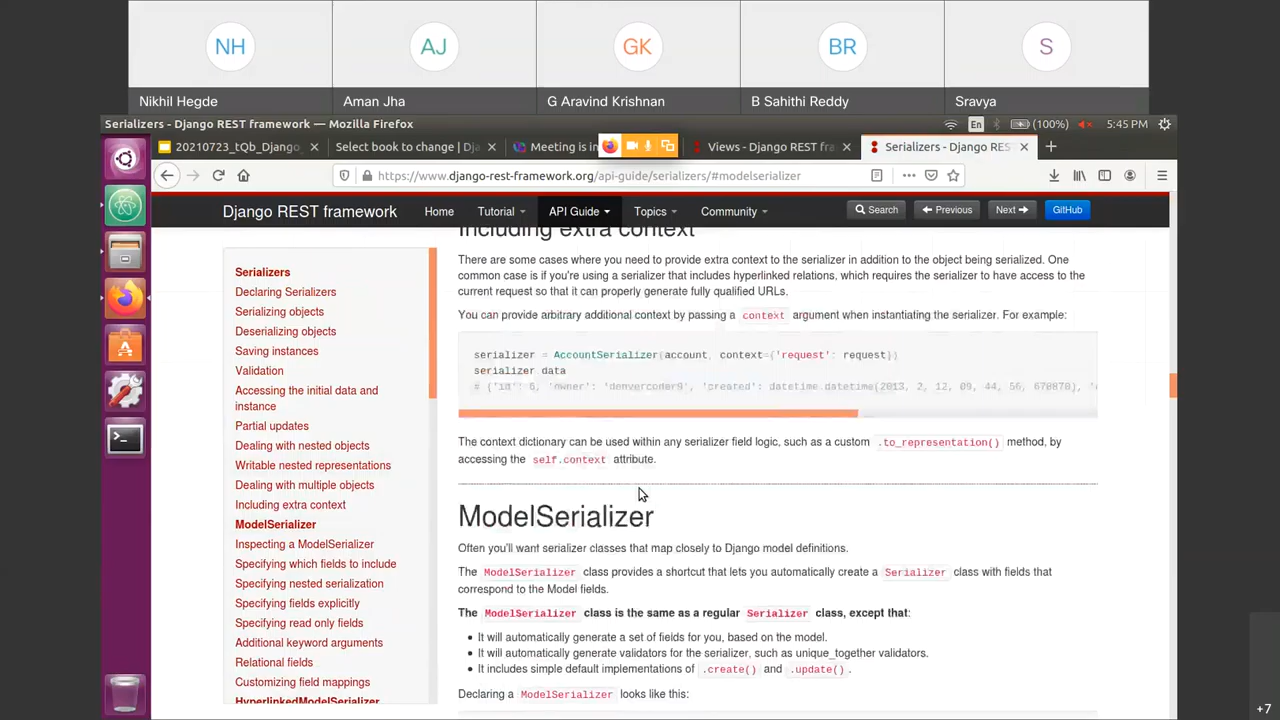 NH
AJ
GK
BR
S
Nikhil Hegde
Aman Jha
G Aravind Krishnan
B Sahithi Reddy
Sravya
Serializers - Django REST framework — Mozilla Firefox
En
(100%)
5:45 PM
20210723_tQb_Django_
Select book to change | Dja
Meeting is in
Views - Django REST fra
Serializers - Django RES
https://www.django-rest-framework.org/api-guide/serializers/#modelserializer
Django REST framework
Home
Tutorial
API Guide
Topics
Community
Search
Previous
Next
GitHub
Serializers
Declaring Serializers
Serializing objects
Deserializing objects
Saving instances
Validation
Accessing the initial data and
instance
Partial updates
Dealing with nested objects
Writable nested representations
Dealing with multiple objects
Including extra context
ModelSerializer
Inspecting a ModelSerializer
Specifying which fields to include
Specifying nested serialization
Specifying fields explicitly
Specifying read only fields
Additional keyword arguments
Relational fields
Customizing field mappings
HyperlinkedModelSerializer
Including extra context
There are some cases where you need to provide extra context to the serializer in addition to the object being serialized. One
common case is if you're using a serializer that includes hyperlinked relations, which requires the serializer to have access to the
current request so that it can properly generate fully qualified URLs.
You can provide arbitrary additional context by passing a context argument when instantiating the serializer. For example:
serializer = AccountSerializer(account, context={'request': request})
serializer data
# {'id': 6, 'owner': 'denvercoder9', 'created': datetime.datetime(2013, 2, 12, 09, 44, 56, 678870), '
The context dictionary can be used within any serializer field logic, such as a custom .to_representation() method, by
accessing the self.context attribute.
ModelSerializer
Often you'll want serializer classes that map closely to Django model definitions.
The ModelSerializer class provides a shortcut that lets you automatically create a Serializer class with fields that
correspond to the Model fields.
The ModelSerializer class is the same as a regular Serializer class, except that:
It will automatically generate a set of fields for you, based on the model.
It will automatically generate validators for the serializer, such as unique_together validators.
It includes simple default implementations of .create() and .update().
Declaring a ModelSerializer looks like this:
+7